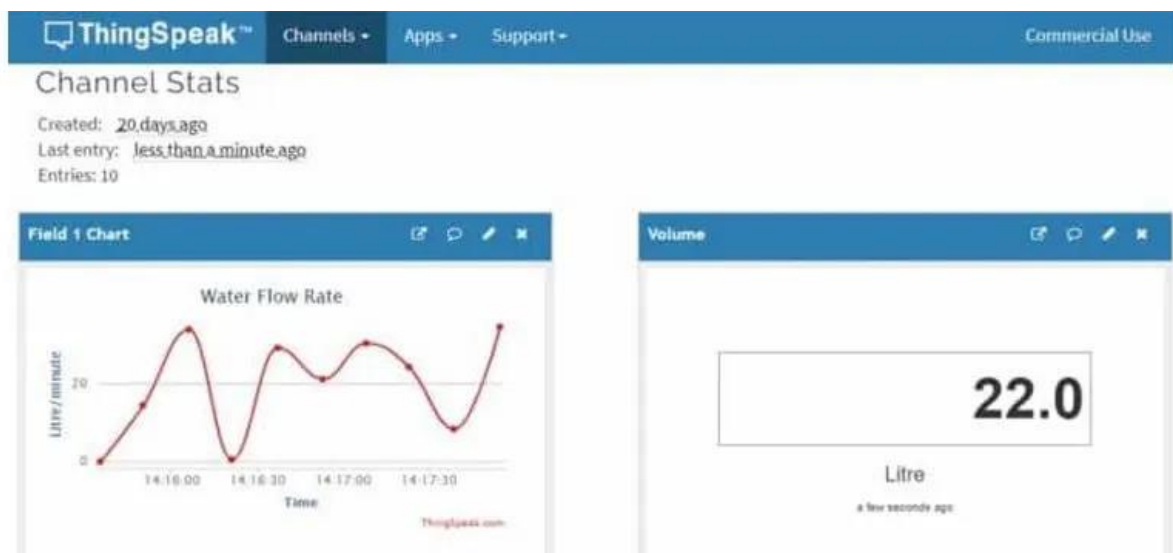 ThingSpeak™ Channels Apps Support Commercial Use
Channel Stats
Created: 20 days ago
Last entry: less than a minute ago
Entries: 10
Field 1 Chart
Water Flow Rate
Litre/minute
20
0
14:16:00 14:16:30 14:17:00 14:17:30
Time
ThingSpeak.com
Volume
22.0
Litre
a few seconds ago